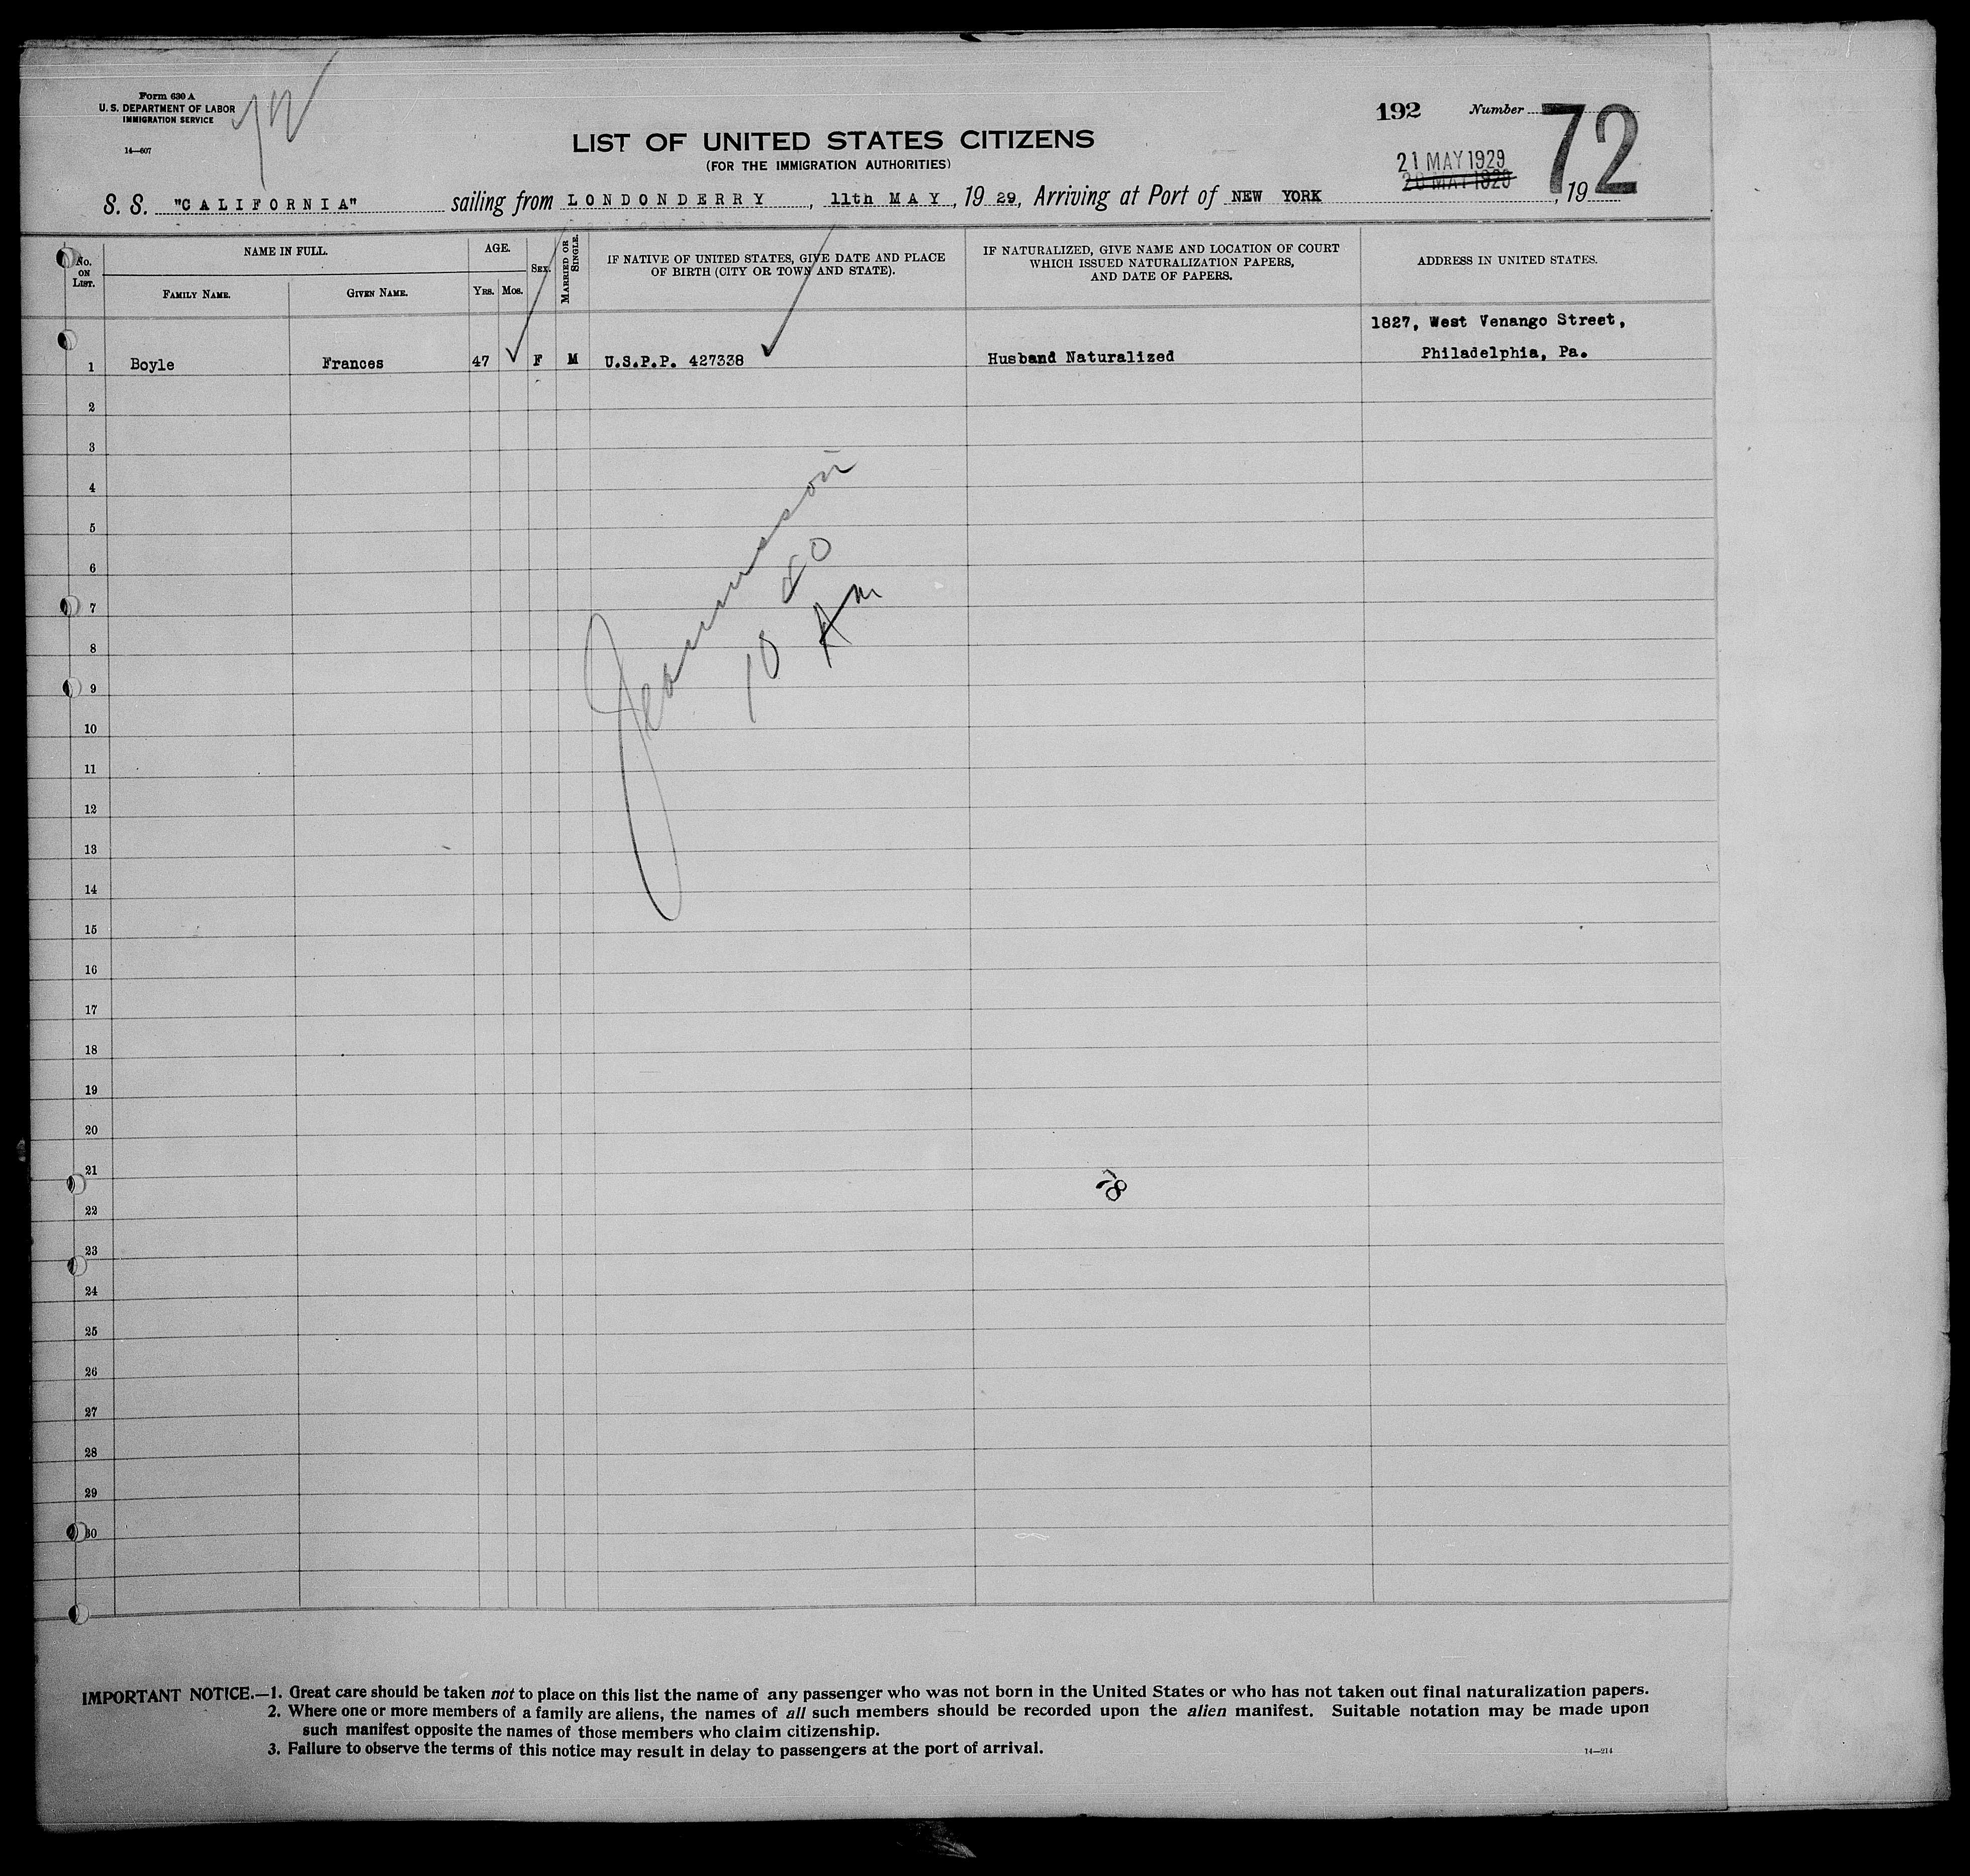 Form 630 A
U. S. DEPARTMENT OF LABOR
IMMIGRATION SERVICE
14—607
192 Number 72
LIST OF UNITED STATES CITIZENS
(FOR THE IMMIGRATION AUTHORITIES)
21 MAY 1929
20 MAY 1929
S. S. "CALIFORNIA" sailing from LONDONDERRY, 11th MAY, 19 29, Arriving at Port of NEW YORK , 19
No. ON LIST.
NAME IN FULL.
FAMILY NAME.
GIVEN NAME.
AGE.
YRS. MOS.
SEX.
MARRIED OR SINGLE.
IF NATIVE OF UNITED STATES, GIVE DATE AND PLACE
OF BIRTH (CITY OR TOWN AND STATE).
IF NATURALIZED, GIVE NAME AND LOCATION OF COURT
WHICH ISSUED NATURALIZATION PAPERS,
AND DATE OF PAPERS.
ADDRESS IN UNITED STATES.
1827, West Venango Street,
1 Boyle Frances 47 F M U.S.P.P. 427338 Husband Naturalized Philadelphia, Pa.
2
3
4
5
6
7
8
9
10
11
12
13
14
15
16
17
18
19
20
21
22
23
24
25
26
27
28
29
30
10 AM
78
IMPORTANT NOTICE.—1. Great care should be taken not to place on this list the name of any passenger who was not born in the United States or who has not taken out final naturalization papers.
2. Where one or more members of a family are aliens, the names of all such members should be recorded upon the alien manifest. Suitable notation may be made upon
such manifest opposite the names of those members who claim citizenship.
3. Failure to observe the terms of this notice may result in delay to passengers at the port of arrival.
14—214